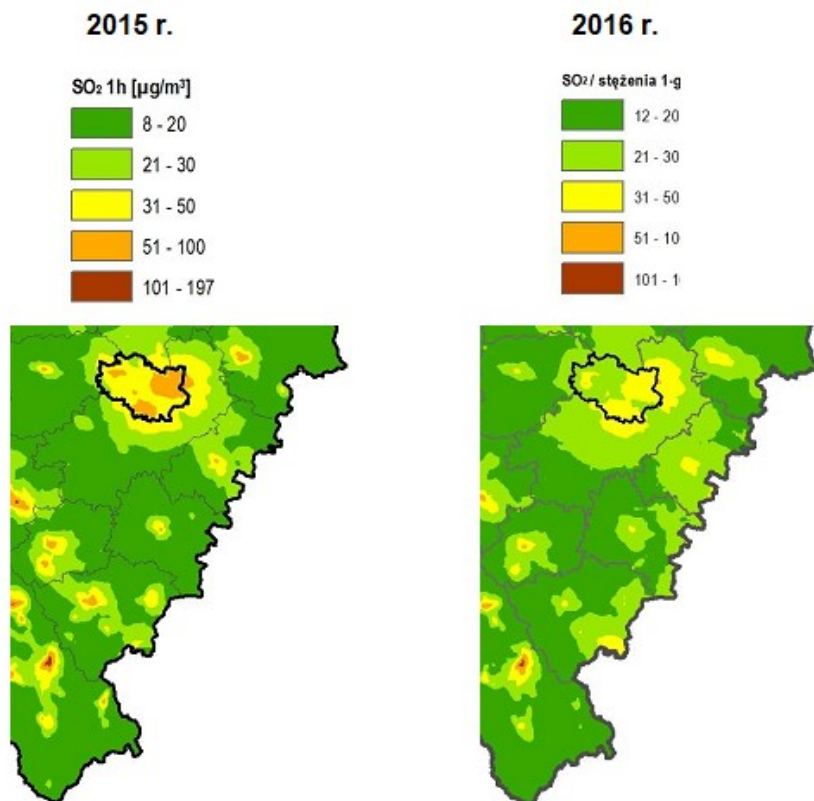 2015 r.
SO₂ 1h [µg/m³]
8 - 20
21 - 30
31 - 50
51 - 100
101 - 197
2016 r.
SO² / stężenia 1-g
12 - 20
21 - 30
31 - 50
51 - 10
101 - 1